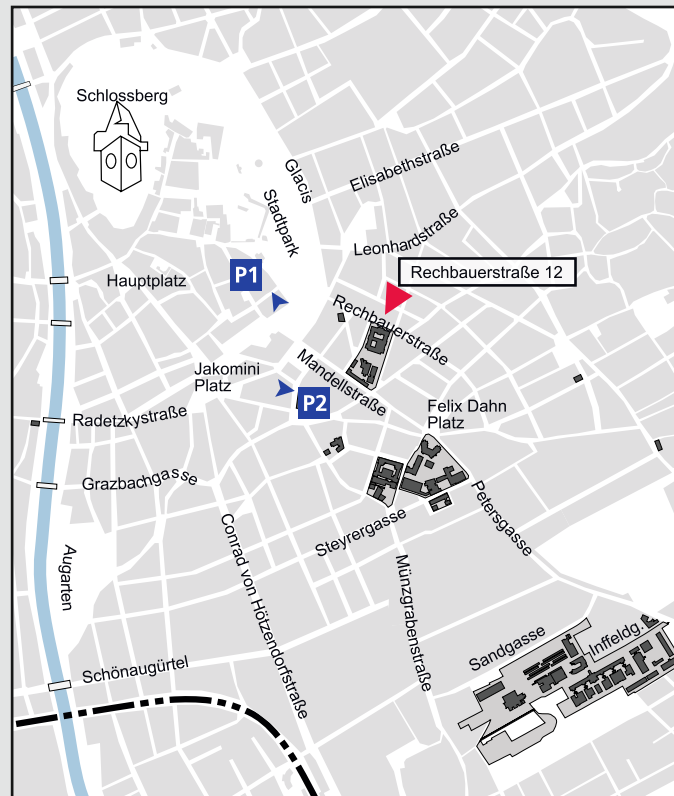 Schlossberg
Glacis
Elisabethstraße
Stadtpark
Leonhardstraße
P1
Hauptplatz
Rechbauerstraße 12
Rechbauerstraße
Jakomini
Platz
Mandellstraße
P2
Radetzkystraße
Felix Dahn
Platz
Grazbachgasse
Petersgasse
Steyrergasse
Conrad von Hötzendorfstraße
Münzgrabenstraße
Augarten
Sandgasse
Inffeldg.
Schönaugürtel